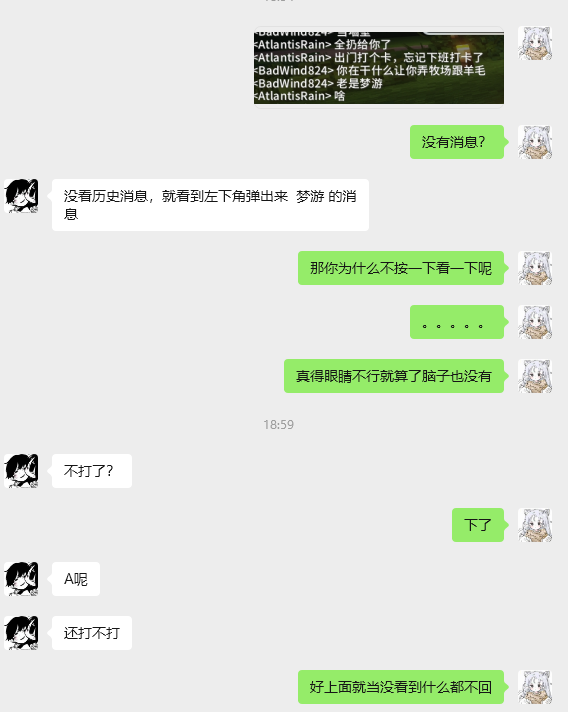 <AtlantisRain> 全扔给你了
<AtlantisRain> 出门打个卡，忘记下班打卡了
<BadWind824> 你在干什么让你弄牧场跟羊毛
<BadWind824> 老是梦游
<AtlantisRain> 啥
没有消息？
没看历史消息，就看到左下角弹出来  梦游 的消
息
那你为什么不按一下看一下呢
。。。。。
真得眼睛不行就算了脑子也没有
18:59
不打了？
下了
A呢
还打不打
好上面就当没看到什么都不回